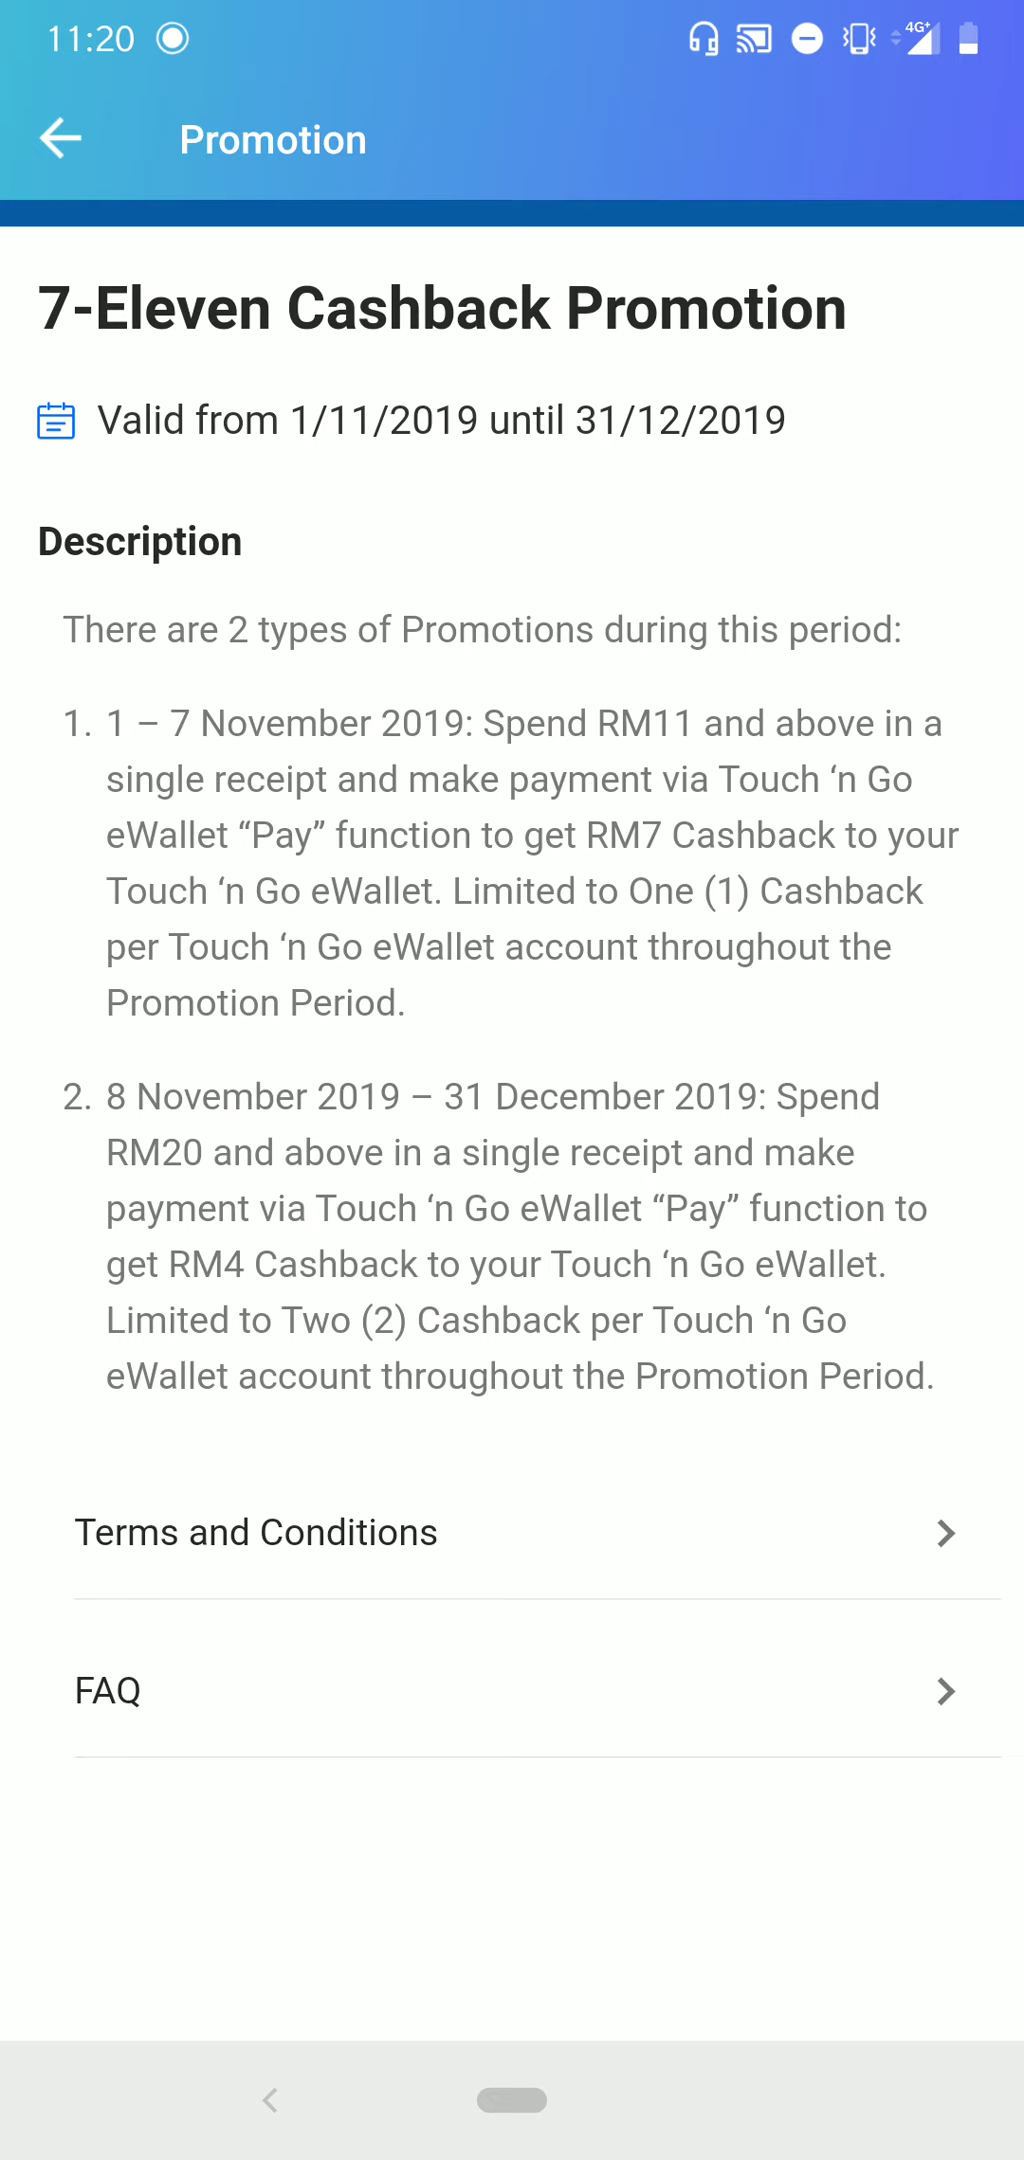 11:20
4G+
Promotion
7-Eleven Cashback Promotion
Valid from 1/11/2019 until 31/12/2019
Description
There are 2 types of Promotions during this period:
1. 1 – 7 November 2019: Spend RM11 and above in a
single receipt and make payment via Touch ‘n Go
eWallet “Pay” function to get RM7 Cashback to your
Touch ‘n Go eWallet. Limited to One (1) Cashback
per Touch ‘n Go eWallet account throughout the
Promotion Period.
2. 8 November 2019 – 31 December 2019: Spend
RM20 and above in a single receipt and make
payment via Touch ‘n Go eWallet “Pay” function to
get RM4 Cashback to your Touch ‘n Go eWallet.
Limited to Two (2) Cashback per Touch ‘n Go
eWallet account throughout the Promotion Period.
Terms and Conditions
FAQ